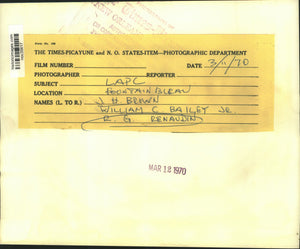 THE TIMES-PICAYUNE and N. O. STATES-ITEM—PHOTOGRAPHIC DEPARTMENT
FILM NUMBER DATE 3/11/70
PHOTOGRAPHER REPORTER
SUBJECT LAPC
LOCATION FOUNTAINBLEAU
NAMES (L. TO R.) J H BROWN
WILLIAM C BAILEY JR.
R. G. RENAUDIN
MAR 12 1970